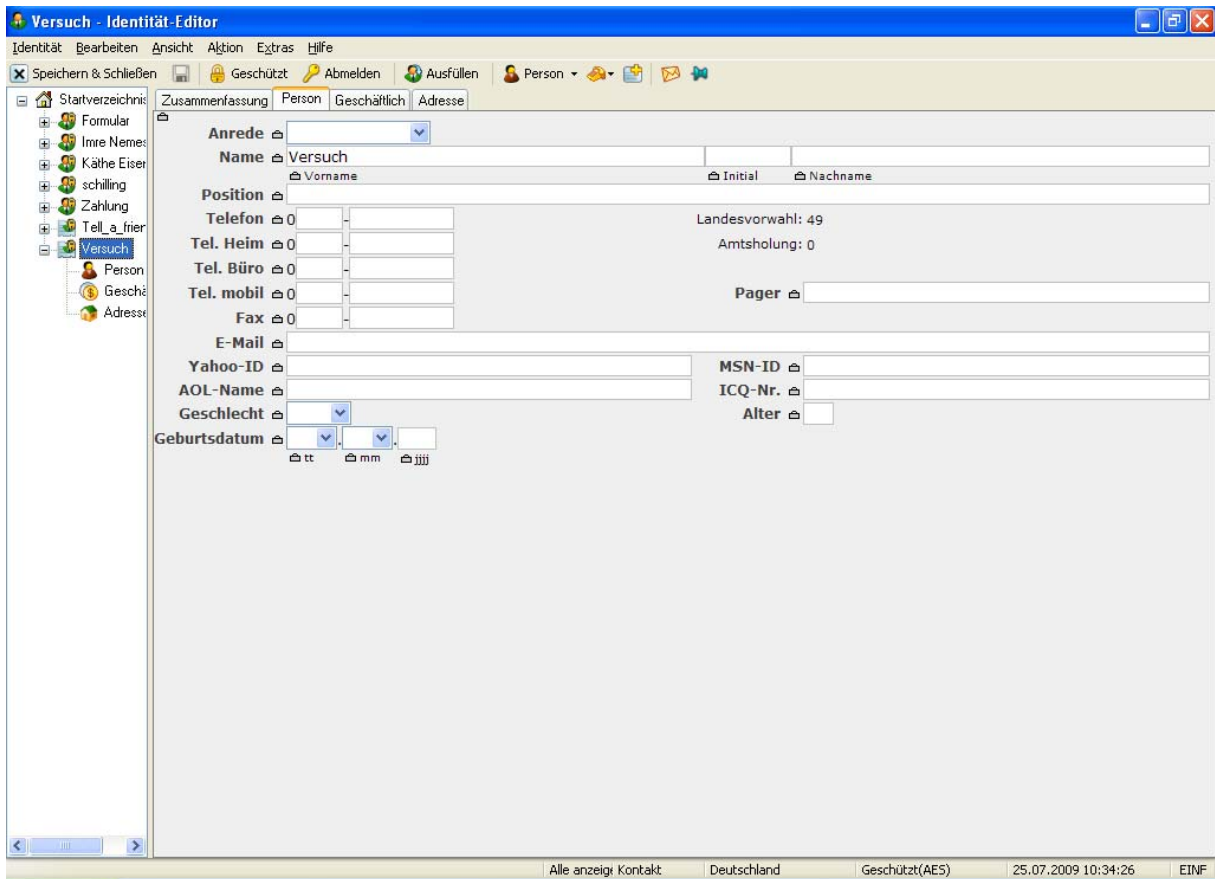 Versuch - Identität-Editor
Identität Bearbeiten Ansicht Aktion Extras Hilfe
Speichern & Schließen Geschützt Abmelden Ausfüllen Person
Startverzeichnis
Formular
Imre Nemes
Käthe Eiser
schilling
Zahlung
Tell_a_frier
Versuch
Person
Geschä
Adresse
Zusammenfassung Person Geschäftlich Adresse
Anrede
Name Versuch
Vorname Initial Nachname
Position
Telefon 0 - Landesvorwahl: 49
Tel. Heim 0 - Amtsholung: 0
Tel. Büro 0 -
Tel. mobil 0 - Pager
Fax 0 -
E-Mail
Yahoo-ID MSN-ID
AOL-Name ICQ-Nr.
Geschlecht Alter
Geburtsdatum . .
tt mm jjjj
Alle anzeige Kontakt Deutschland Geschützt(AES) 25.07.2009 10:34:26 EINF